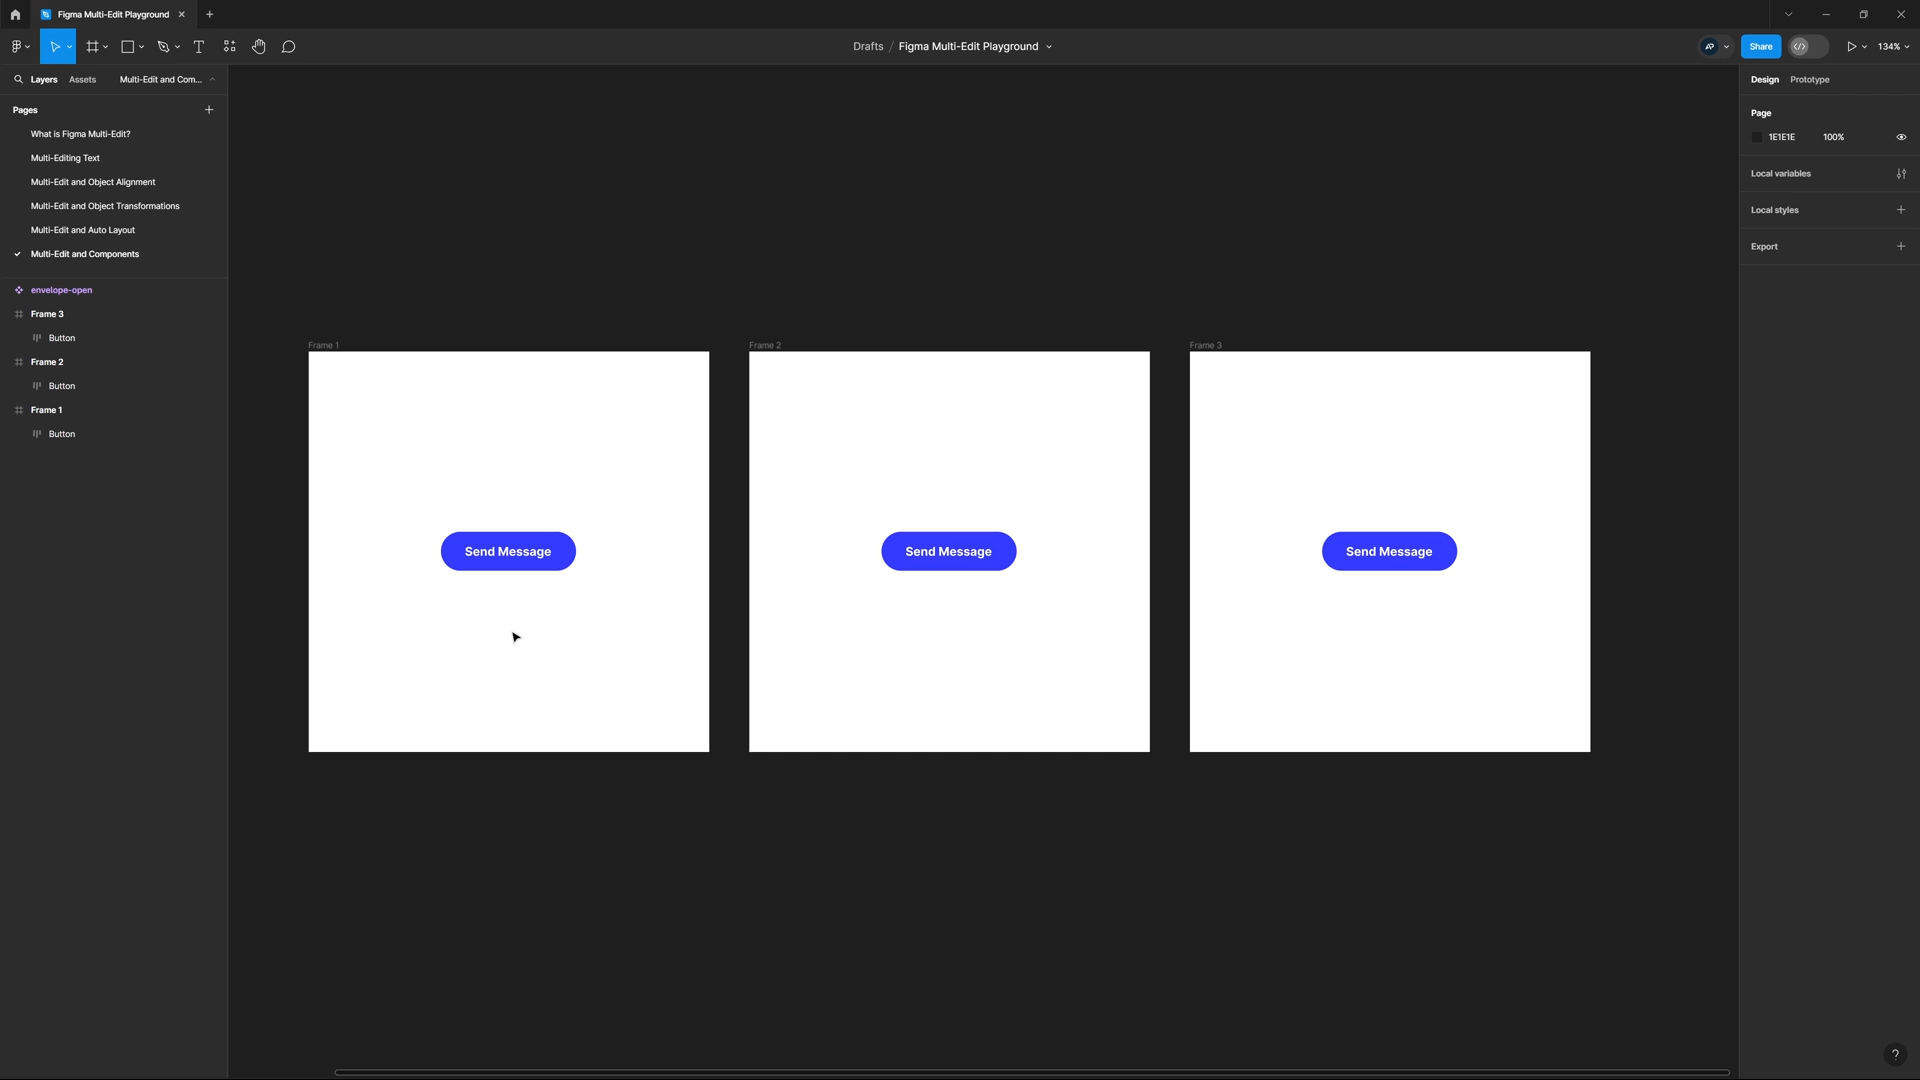 Figma Multi-Edit Playground
Drafts / Figma Multi-Edit Playground
Share
134%
Layers
Assets
Multi-Edit and Com...
Pages
What is Figma Multi-Edit?
Multi-Editing Text
Multi-Edit and Object Alignment
Multi-Edit and Object Transformations
Multi-Edit and Auto Layout
Multi-Edit and Components
envelope-open
Frame 3
Button
Frame 2
Button
Frame 1
Button
Frame 1
Send Message
Frame 2
Send Message
Frame 3
Send Message
Design
Prototype
Page
1E1E1E
100%
Local variables
Local styles
Export
?